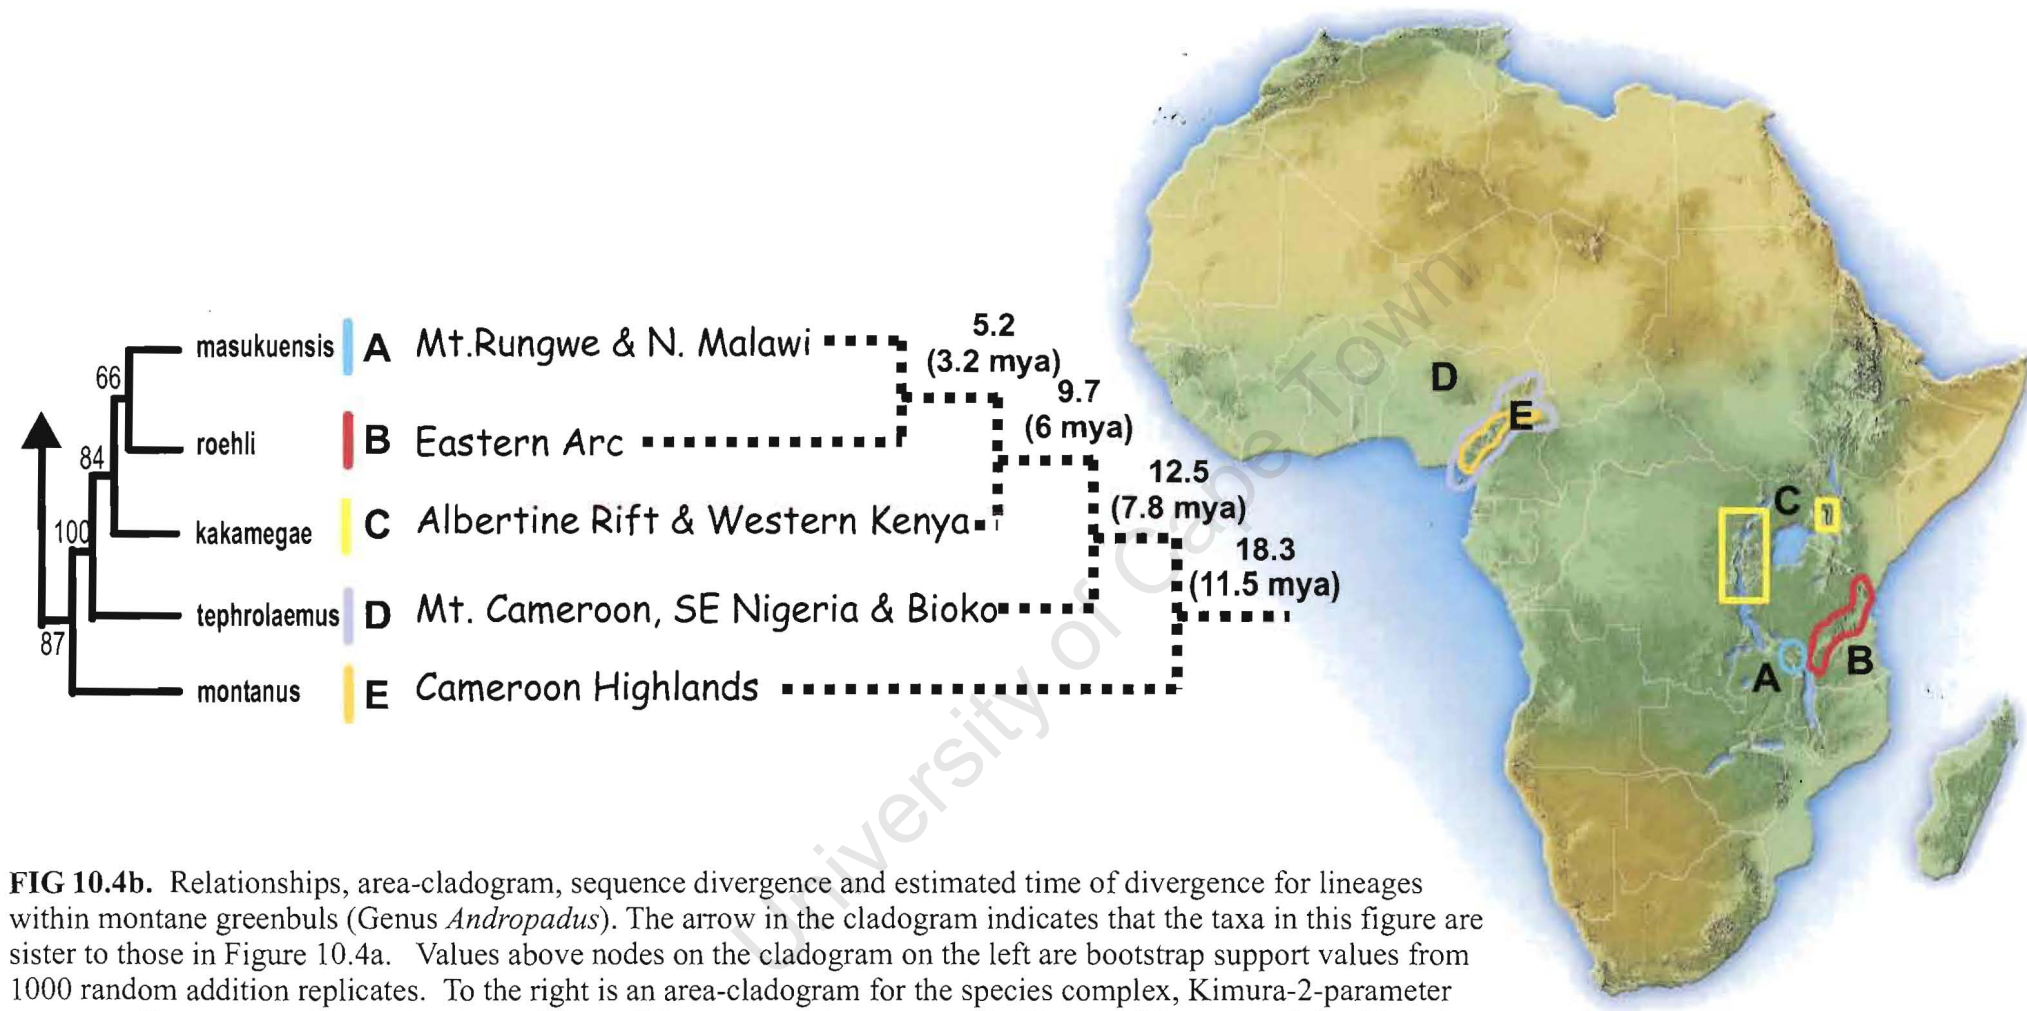 masukuensis A Mt.Rungwe & N. Malawi
5.2
(3.2 mya)
66
9.7
(6 mya)
roehli B Eastern Arc
84
12.5
(7.8 mya)
kakamegae C Albertine Rift & Western Kenya
100
18.3
(11.5 mya)
tephrolaemus D Mt. Cameroon, SE Nigeria & Bioko
87
montanus E Cameroon Highlands
D
E
C
A
B
University of Cape Town
FIG 10.4b. Relationships, area-cladogram, sequence divergence and estimated time of divergence for lineages
within montane greenbuls (Genus Andropadus). The arrow in the cladogram indicates that the taxa in this figure are
sister to those in Figure 10.4a. Values above nodes on the cladogram on the left are bootstrap support values from
1000 random addition replicates. To the right is an area-cladogram for the species complex, Kimura-2-parameter